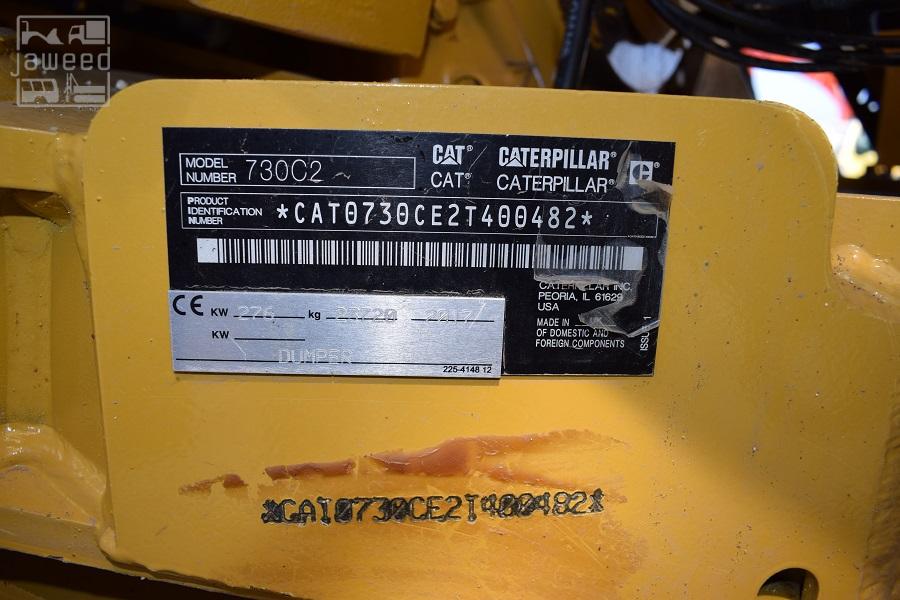 jaweed
MODEL NUMBER 730C2
CAT® CATERPILLAR®
CAT® CATERPILLAR®
PRODUCT IDENTIFICATION NUMBER *CAT0730CE2T400482*
CATERPILLAR INC.
PEORIA, IL 61629
USA
MADE IN
OF DOMESTIC AND
FOREIGN COMPONENTS
CE KW 276 kg 2017
KW
DUMPER
225-4148 12
*CAT0730CE2T400482*